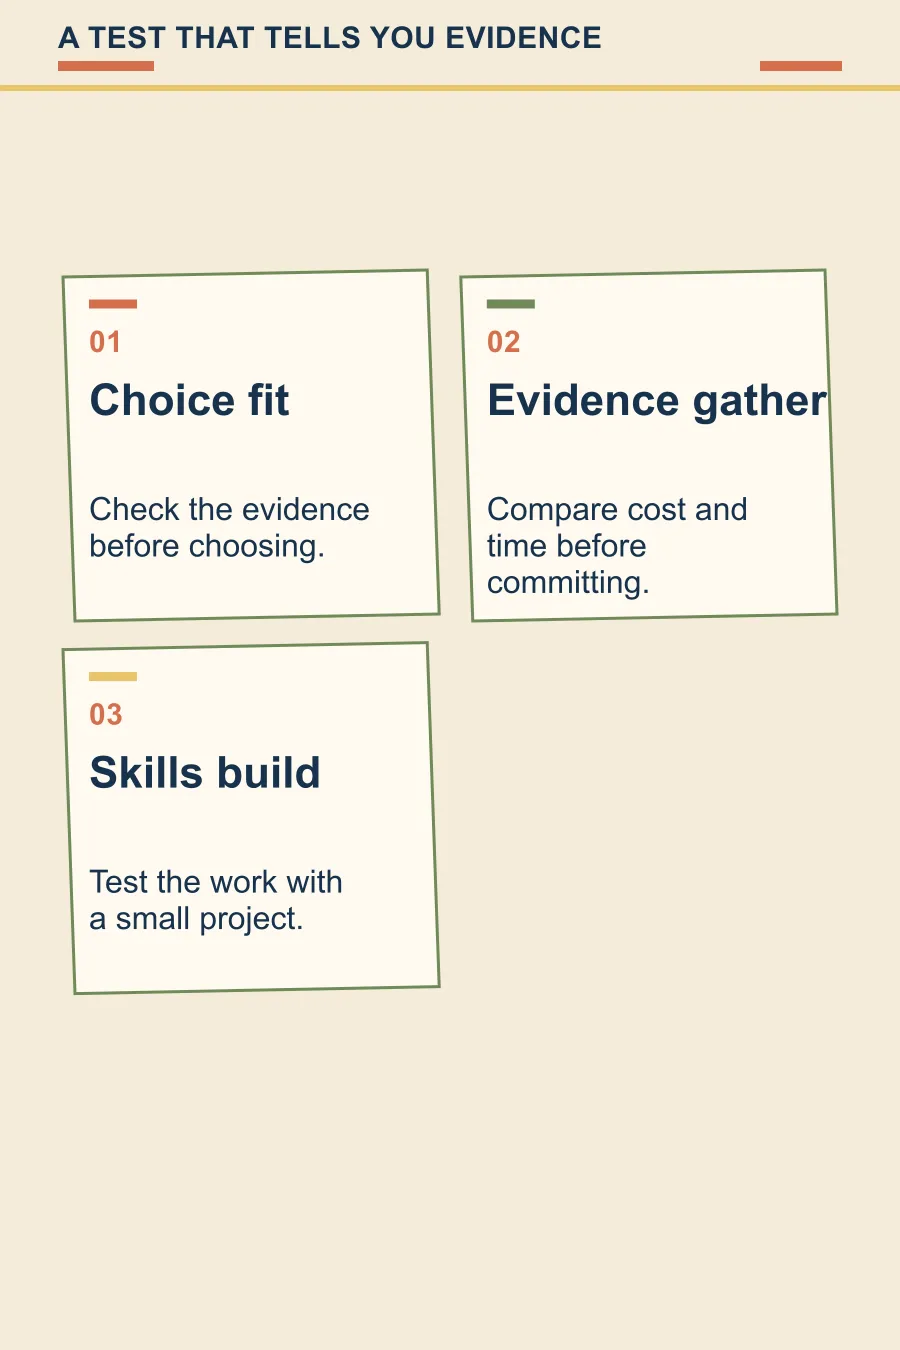 A TEST THAT TELLS YOU EVIDENCE
01
Choice fit
Check the evidence
before choosing.
02
Evidence gather
Compare cost and
time before
committing.
03
Skills build
Test the work with
a small project.